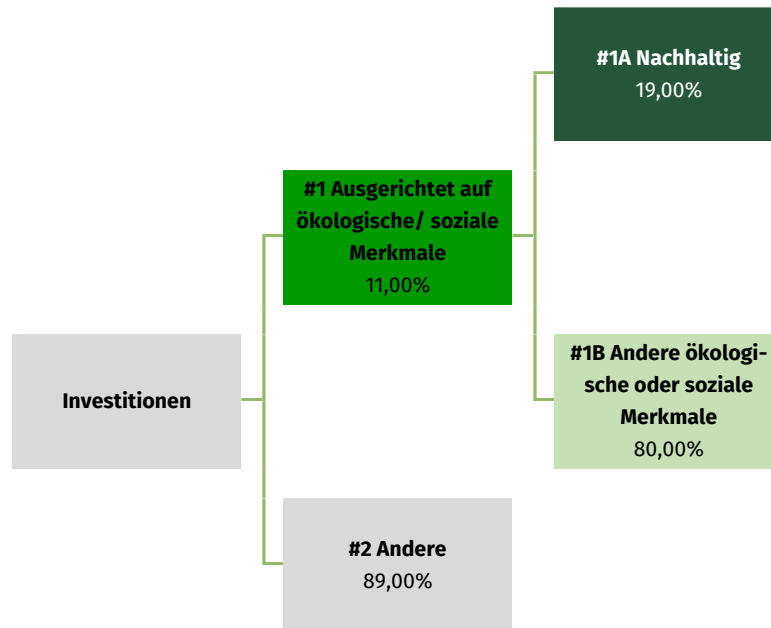 #1A Nachhaltig
19,00%
#1 Ausgerichtet auf
ökologische/ soziale
Merkmale
11,00%
Investitionen
#1B Andere ökologi-
sche oder soziale
Merkmale
80,00%
#2 Andere
89,00%